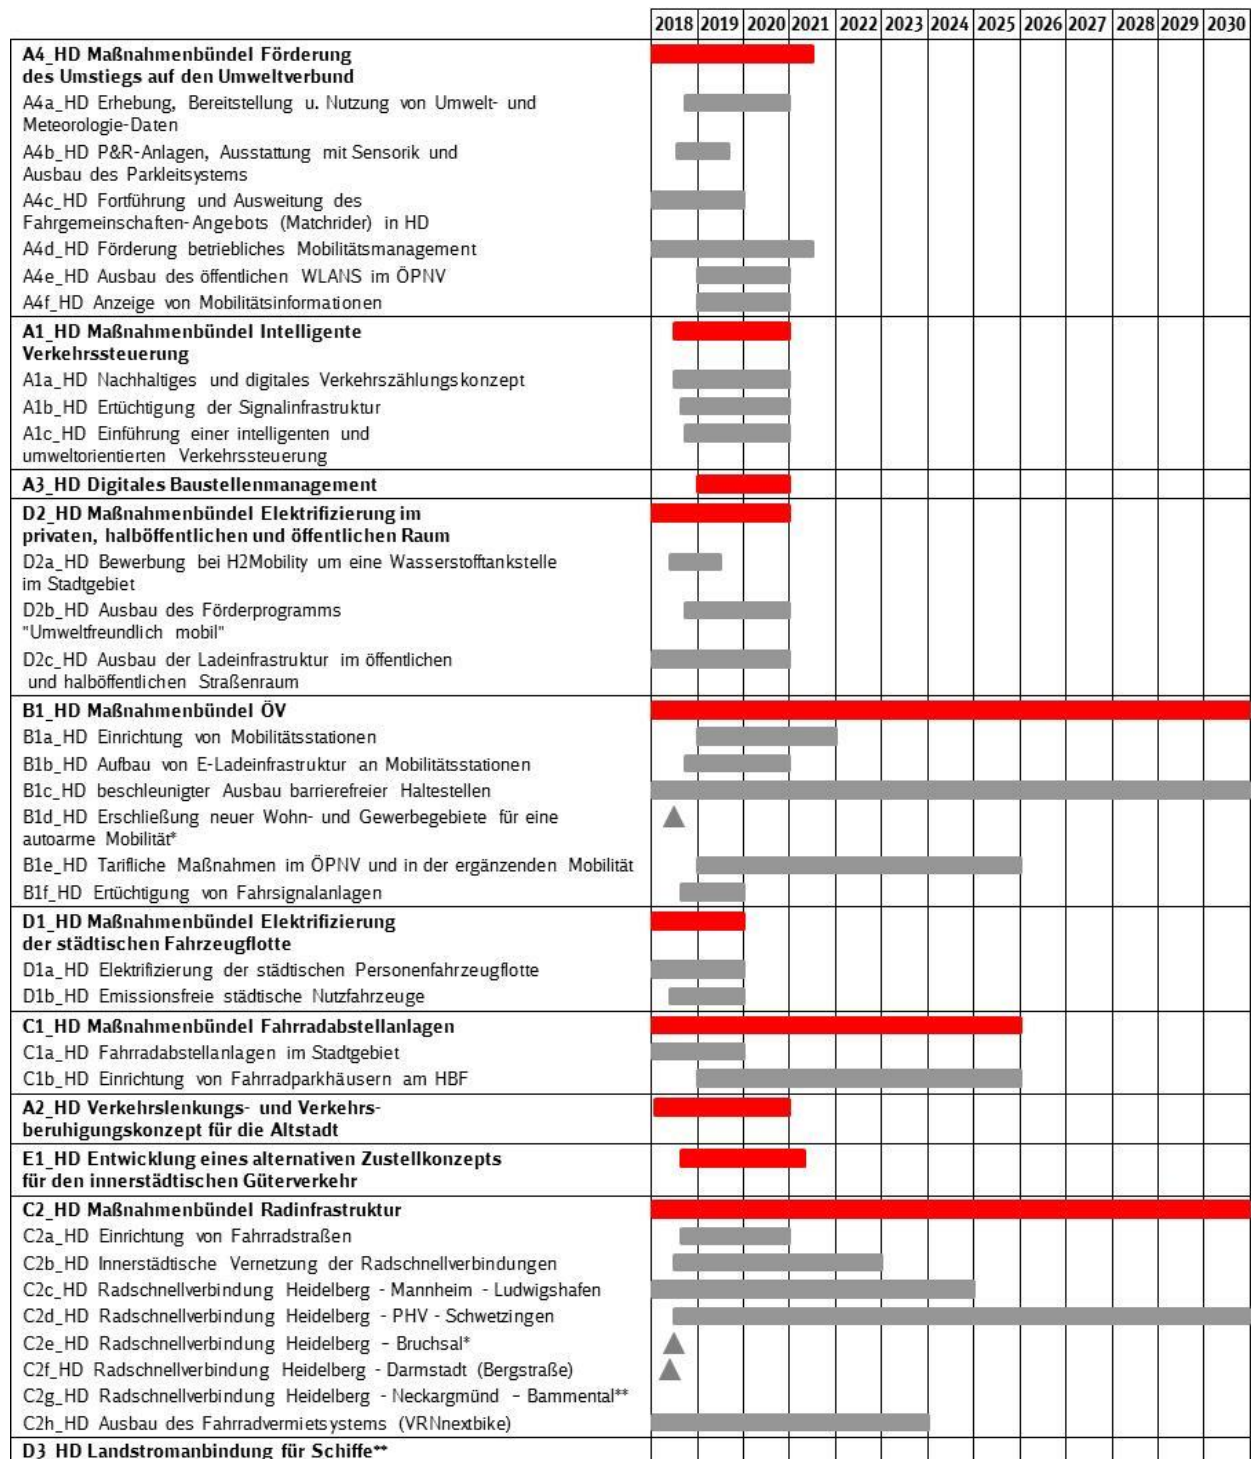 2018 2019 2020 2021 2022 2023 2024 2025 2026 2027 2028 2029 2030
A4_HD Maßnahmenbündel Förderung
des Umstiegs auf den Umweltverbund
A4a_HD Erhebung, Bereitstellung u. Nutzung von Umwelt- und
Meteorologie-Daten
A4b_HD P&R-Anlagen, Ausstattung mit Sensorik und
Ausbau des Parkleitsystems
A4c_HD Fortführung und Ausweitung des
Fahrgemeinschaften-Angebots (Matchrider) in HD
A4d_HD Förderung betriebliches Mobilitätsmanagement
A4e_HD Ausbau des öffentlichen WLANS im ÖPNV
A4f_HD Anzeige von Mobilitätsinformationen
A1_HD Maßnahmenbündel Intelligente
Verkehrssteuerung
A1a_HD Nachhaltiges und digitales Verkehrszählungskonzept
A1b_HD Ertüchtigung der Signalinfrastruktur
A1c_HD Einführung einer intelligenten und
umweltorientierten Verkehrssteuerung
A3_HD Digitales Baustellenmanagement
D2_HD Maßnahmenbündel Elektrifizierung im
privaten, halböffentlichen und öffentlichen Raum
D2a_HD Bewerbung bei H2Mobility um eine Wasserstofftankstelle
im Stadtgebiet
D2b_HD Ausbau des Förderprogramms
"Umweltfreundlich mobil"
D2c_HD Ausbau der Ladeinfrastruktur im öffentlichen
und halböffentlichen Straßenraum
B1_HD Maßnahmenbündel ÖV
B1a_HD Einrichtung von Mobilitätsstationen
B1b_HD Aufbau von E-Ladeinfrastruktur an Mobilitätsstationen
B1c_HD beschleunigter Ausbau barrierefreier Haltestellen
B1d_HD Erschließung neuer Wohn- und Gewerbegebiete für eine
autoarme Mobilität*
B1e_HD Tarifliche Maßnahmen im ÖPNV und in der ergänzenden Mobilität
B1f_HD Ertüchtigung von Fahrsignalanlagen
D1_HD Maßnahmenbündel Elektrifizierung
der städtischen Fahrzeugflotte
D1a_HD Elektrifizierung der städtischen Personenfahrzeugflotte
D1b_HD Emissionsfreie städtische Nutzfahrzeuge
C1_HD Maßnahmenbündel Fahrradabstellanlagen
C1a_HD Fahrradabstellanlagen im Stadtgebiet
C1b_HD Einrichtung von Fahrradparkhäusern am HBF
A2_HD Verkehrslenkungs- und Verkehrs-
beruhigungskonzept für die Altstadt
E1_HD Entwicklung eines alternativen Zustellkonzepts
für den innerstädtischen Güterverkehr
C2_HD Maßnahmenbündel Radinfrastruktur
C2a_HD Einrichtung von Fahrradstraßen
C2b_HD Innerstädtische Vernetzung der Radschnellverbindungen
C2c_HD Radschnellverbindung Heidelberg - Mannheim - Ludwigshafen
C2d_HD Radschnellverbindung Heidelberg - PHV - Schwetzingen
C2e_HD Radschnellverbindung Heidelberg – Bruchsal*
C2f_HD Radschnellverbindung Heidelberg - Darmstadt (Bergstraße)
C2g_HD Radschnellverbindung Heidelberg - Neckargmünd – Bammental**
C2h_HD Ausbau des Fahrradvermietsystems (VRNnextbike)
D3_HD Landstromanbindung für Schiffe**